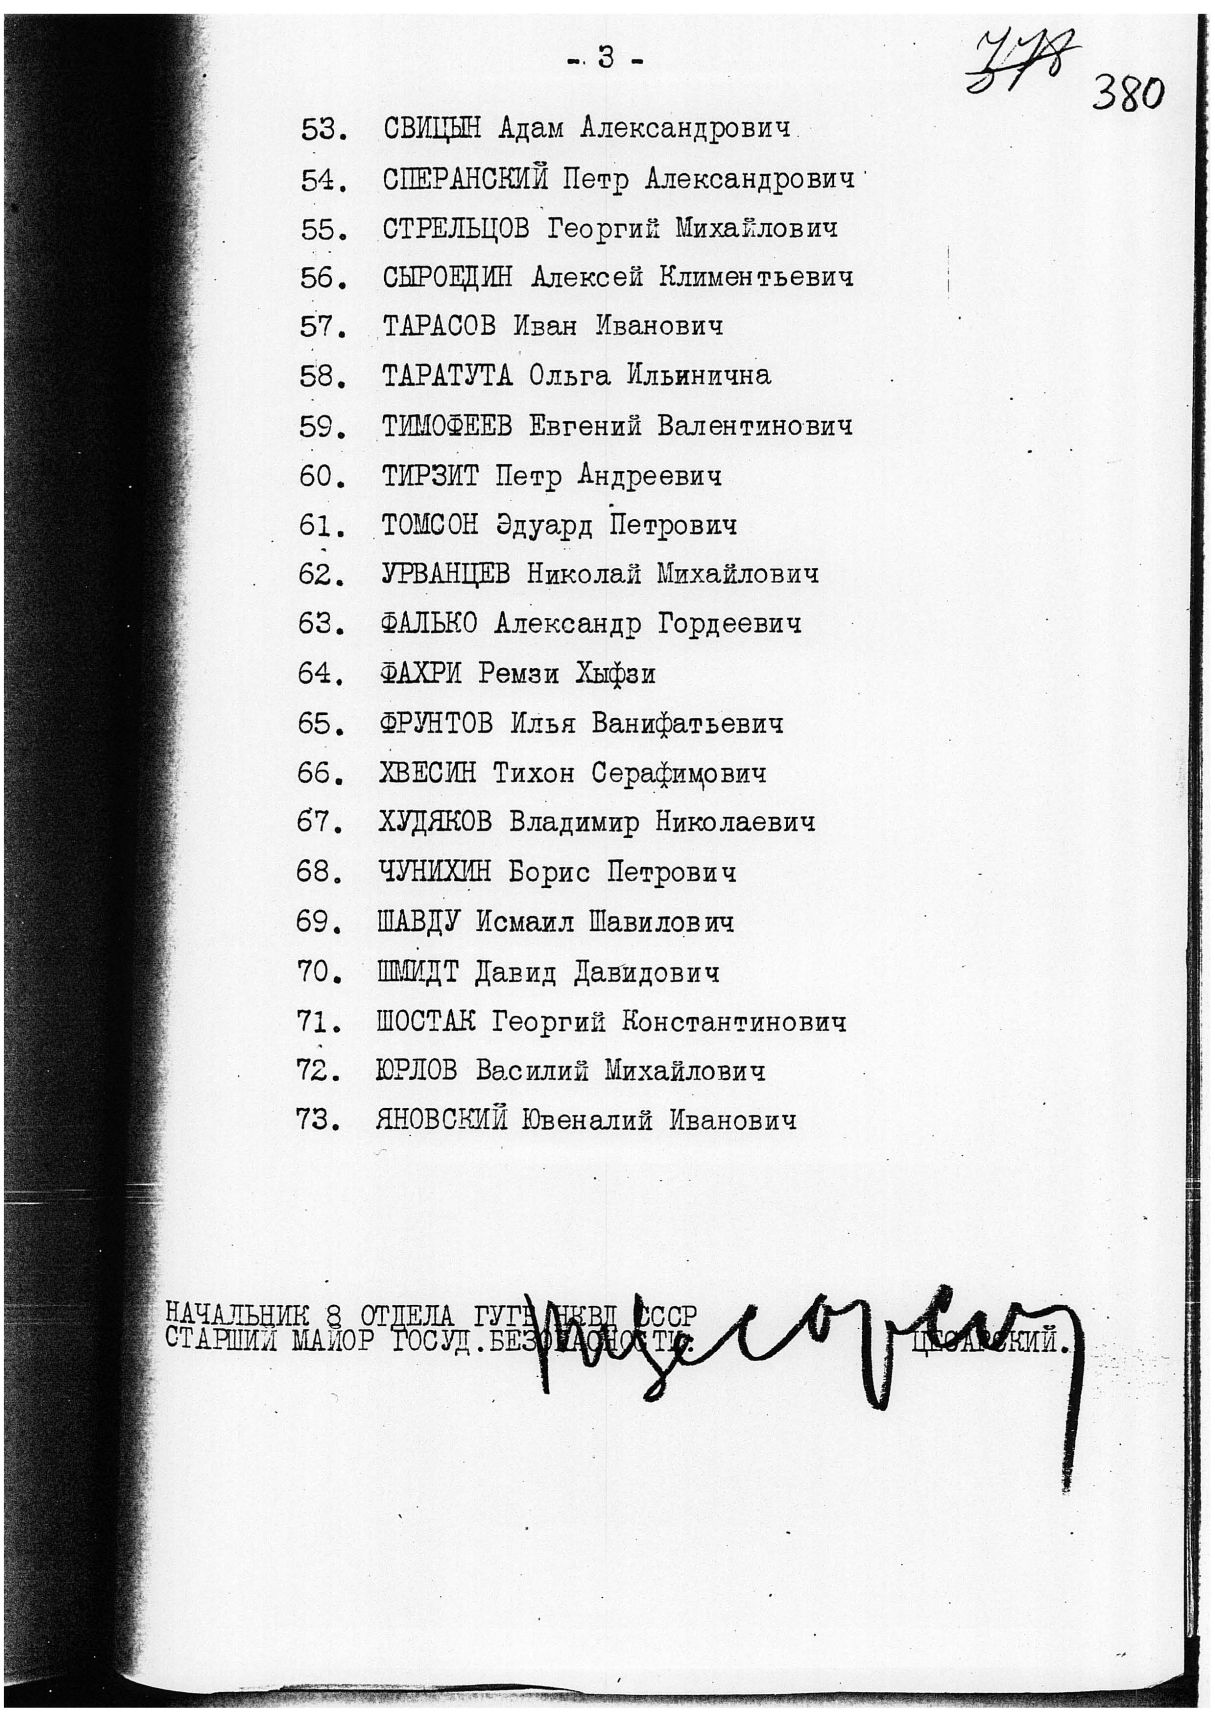 - 3 -
378
380
53. СВИЦЫН Адам Александрович
54. СПЕРАНСКИЙ Петр Александрович
55. СТРЕЛЬЦОВ Георгий Михайлович
56. СЫРОЕДИН Алексей Климентьевич
57. ТАРАСОВ Иван Иванович
58. ТАРАТУТА Ольга Ильинична
59. ТИМОФЕЕВ Евгений Валентинович
60. ТИРЗИТ Петр Андреевич
61. ТОМСОН Эдуард Петрович
62. УРВАНЦЕВ Николай Михайлович
63. ФАЛЬКО Александр Гордеевич
64. ФАХРИ Ремзи Хыфзи
65. ФРУНТОВ Илья Ванифатьевич
66. ХВЕСИН Тихон Серафимович
67. ХУДЯКОВ Владимир Николаевич
68. ЧУНИХИН Борис Петрович
69. ШАВДУ Исмаил Шавилович
70. ШМИДТ Давид Давидович
71. ШОСТАК Георгий Константинович
72. ЮРЛОВ Василий Михайлович
73. ЯНОВСКИЙ Ювеналий Иванович
НАЧАЛЬНИК 8 ОТДЕЛА ГУГБ НКВД СССР
СТАРШИЙ МАЙОР ГОСУД.БЕЗОПАСНОСТИ: ЦЕСАРСКИЙ.